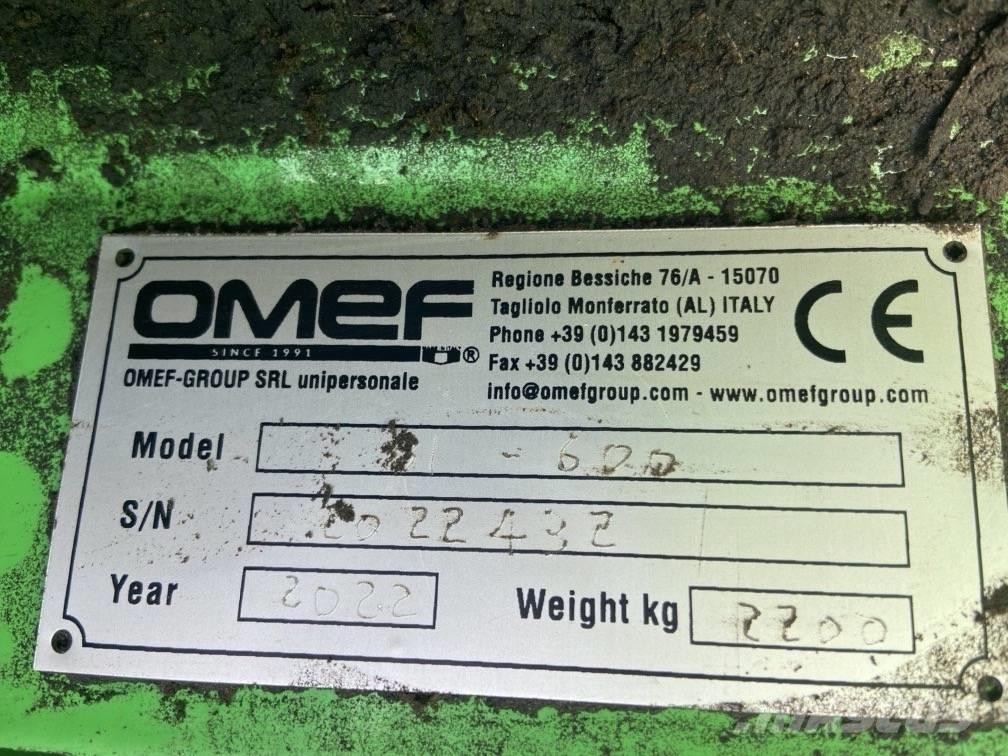 OMEF
SINCE 1991
®
OMEF-GROUP SRL unipersonale
Regione Bessiche 76/A - 15070
Tagliolo Monferrato (AL) ITALY
Phone +39 (0)143 1979459
Fax +39 (0)143 882429
info@omefgroup.com - www.omefgroup.com
CE
Model - 600
S/N 2022432
Year 2022
Weight kg 2200